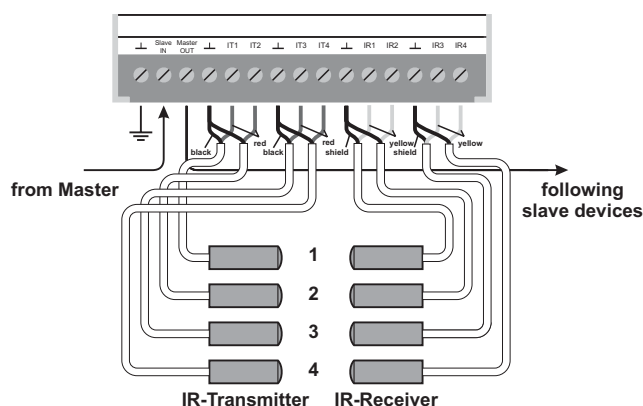 ⊥ Slave IN Master OUT ⊥ IT1 IT2 ⊥ IT3 IT4 ⊥ IR1 IR2 ⊥ IR3 IR4
black red black red shield yellow shield yellow
from Master
following
slave devices
1
2
3
4
IR-Transmitter IR-Receiver